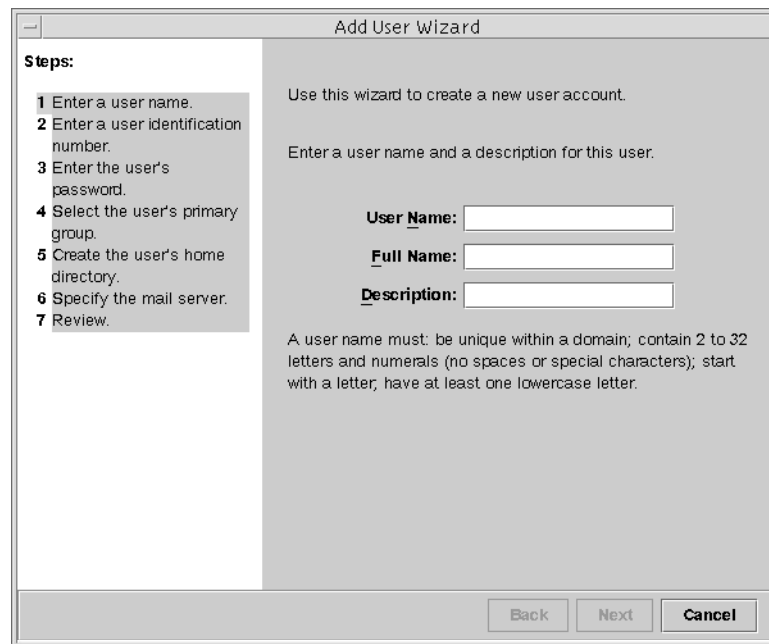 Add User Wizard
Steps:
1 Enter a user name.
2 Enter a user identification
number.
3 Enter the user's
password.
4 Select the user's primary
group.
5 Create the user's home
directory.
6 Specify the mail server.
7 Review.
Use this wizard to create a new user account.
Enter a user name and a description for this user.
User Name:
Full Name:
Description:
A user name must: be unique within a domain; contain 2 to 32
letters and numerals (no spaces or special characters); start
with a letter; have at least one lowercase letter.
Back
Next
Cancel